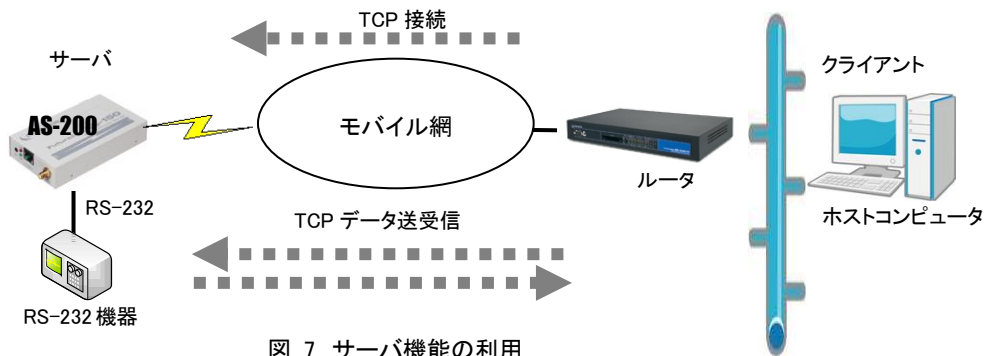 TCP 接続
サーバ
クライアント
AS-200
モバイル網
ルータ
RS-232
ホストコンピュータ
TCP データ送受信
RS-232 機器
図 7 サーバ機能の利用